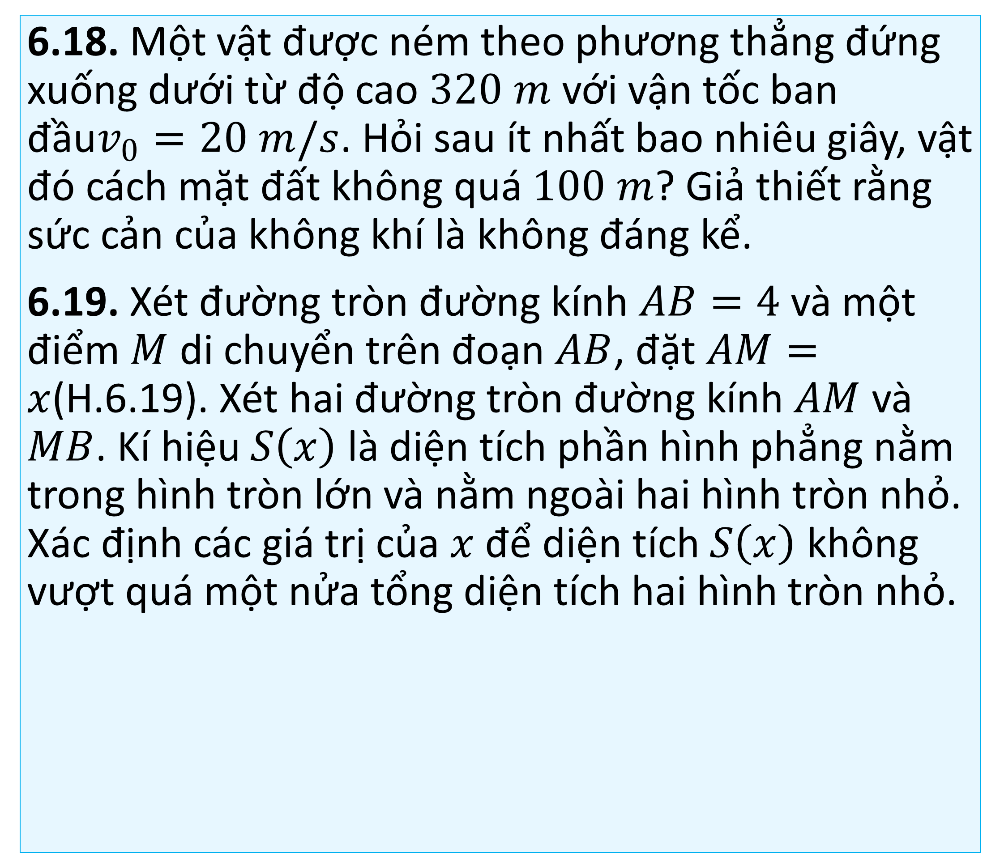 6.18. Một vật được ném theo phương thẳng đứng
xuống dưới từ độ cao 320 m với vận tốc ban
đầu𝑣₀ = 20 m/s. Hỏi sau ít nhất bao nhiêu giây, vật
đó cách mặt đất không quá 100 m? Giả thiết rằng
sức cản của không khí là không đáng kể.
6.19. Xét đường tròn đường kính AB = 4 và một
điểm M di chuyển trên đoạn AB, đặt AM =
x(H.6.19). Xét hai đường tròn đường kính AM và
MB. Kí hiệu S(x) là diện tích phần hình phẳng nằm
trong hình tròn lớn và nằm ngoài hai hình tròn nhỏ.
Xác định các giá trị của x để diện tích S(x) không
vượt quá một nửa tổng diện tích hai hình tròn nhỏ.